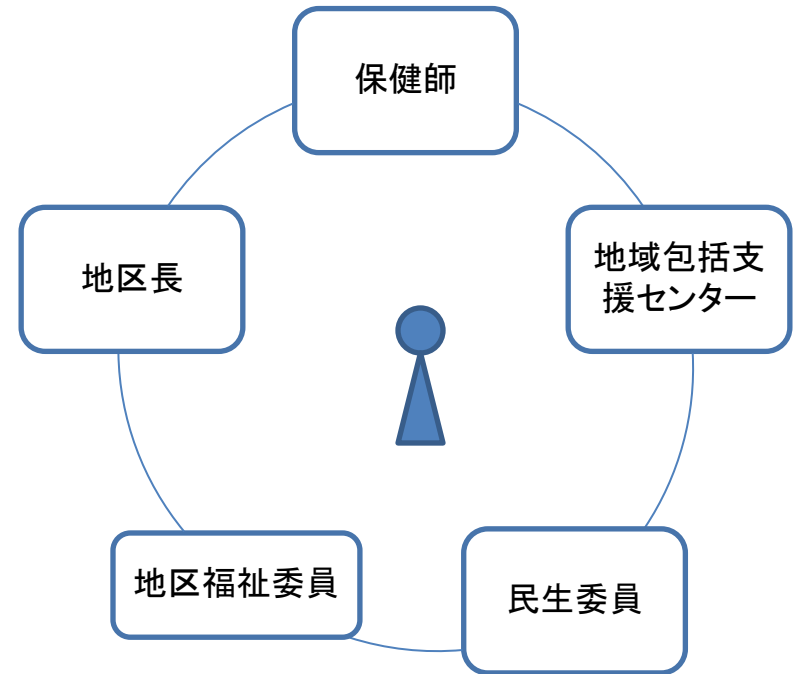 保健師
地域包括支
援センター
民生委員
地区福祉委員
地区長